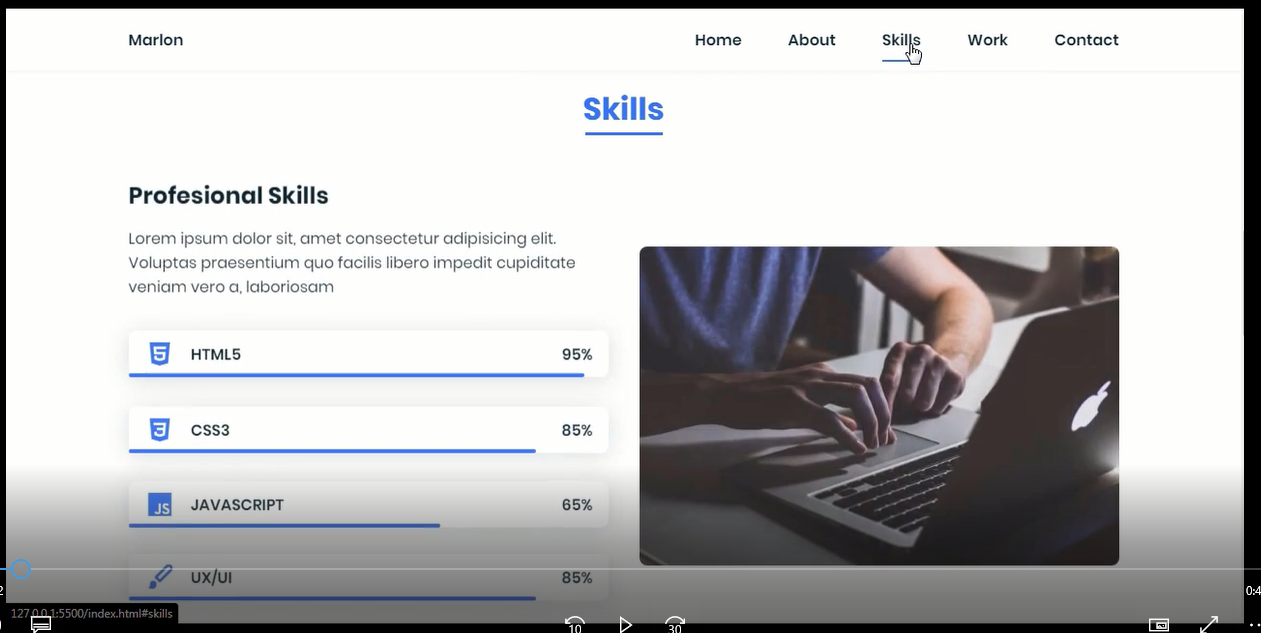 Marlon
Home About Skills Work Contact
Skills
Profesional Skills
Lorem ipsum dolor sit, amet consectetur adipisicing elit.
Voluptas praesentium quo facilis libero impedit cupiditate
veniam vero a, laboriosam
HTML5 95%
CSS3 85%
JS JAVASCRIPT 65%
UX/UI 85%
127.0.0.1:5500/index.html#skills
10 30